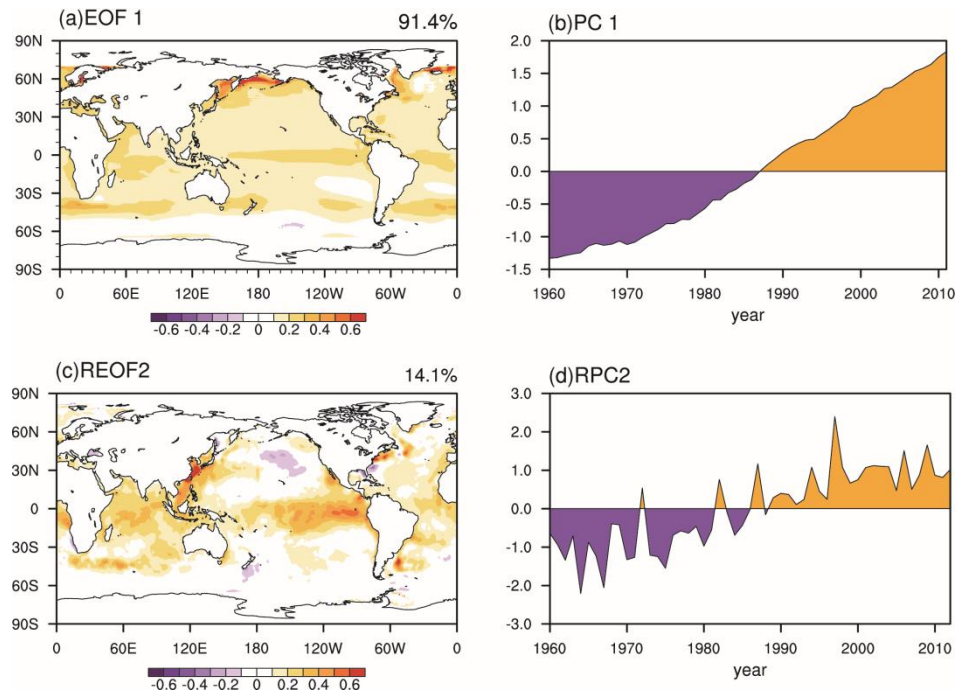 (a)EOF 1 91.4%
90N
60N
30N
0
30S
60S
90S
0 60E 120E 180 120W 60W 0
-0.6 -0.4 -0.2 0 0.2 0.4 0.6
(b)PC 1
2.0
1.5
1.0
0.5
0.0
-0.5
-1.0
-1.5
1960 1970 1980 1990 2000 2010
year
(c)REOF2 14.1%
90N
60N
30N
0
30S
60S
90S
0 60E 120E 180 120W 60W 0
-0.6 -0.4 -0.2 0 0.2 0.4 0.6
(d)RPC2
3.0
2.0
1.0
0.0
-1.0
-2.0
-3.0
1960 1970 1980 1990 2000 2010
year